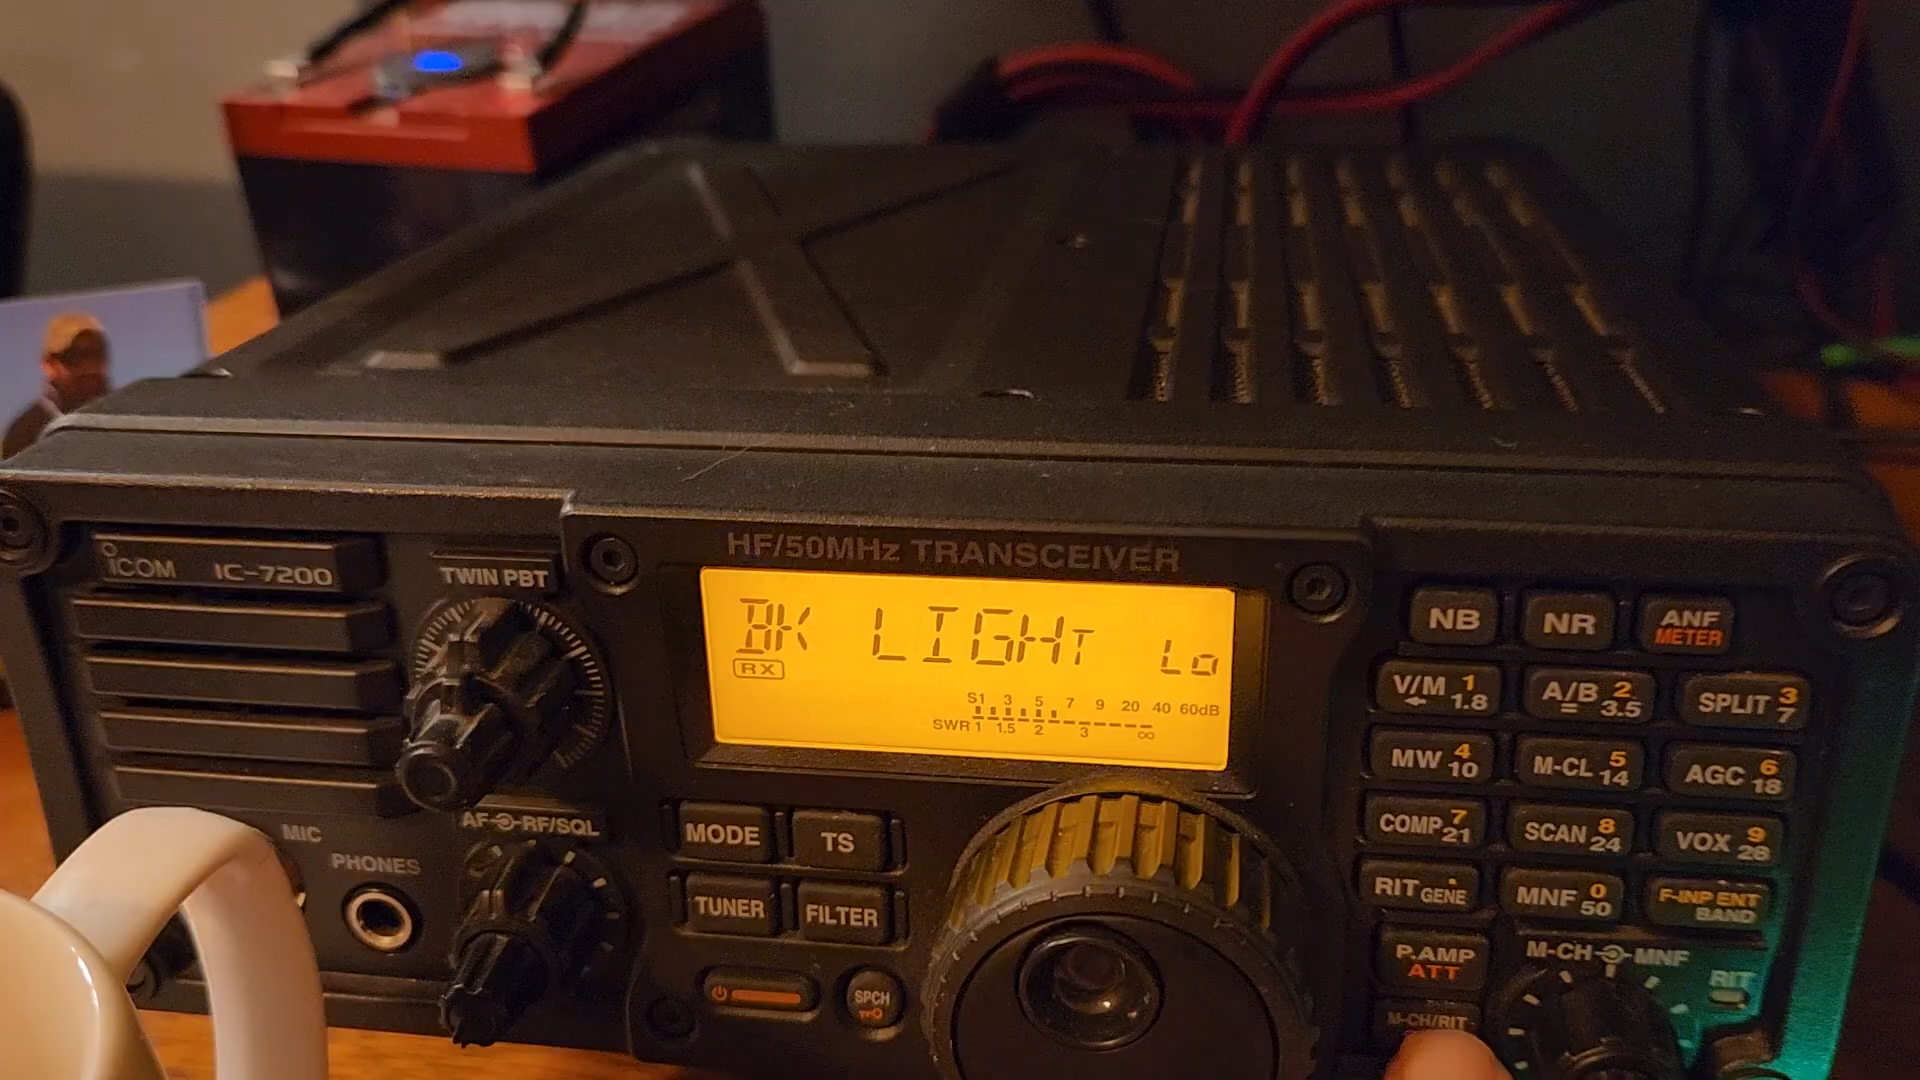 HF/50MHz TRANSCEIVER
ICOM IC-7200
TWIN PBT
BK LIGHT Lo
RX
S1 3 5 7 9 20 40 60dB
SWR 1 1.5 2 3 ∞
NB
NR
ANF
METER
V/M 1
1.8
A/B 2
= 3.5
SPLIT 3
7
MW 4
10
M-CL 5
14
AGC 6
18
COMP 7
21
SCAN 8
24
VOX 9
28
RIT .
GENE
MNF 0
50
F-INP ENT
BAND
AF RF/SQL
MIC
PHONES
MODE
TS
TUNER
FILTER
SPCH
P.AMP
ATT
M-CH MNF
RIT
M-CH/RIT